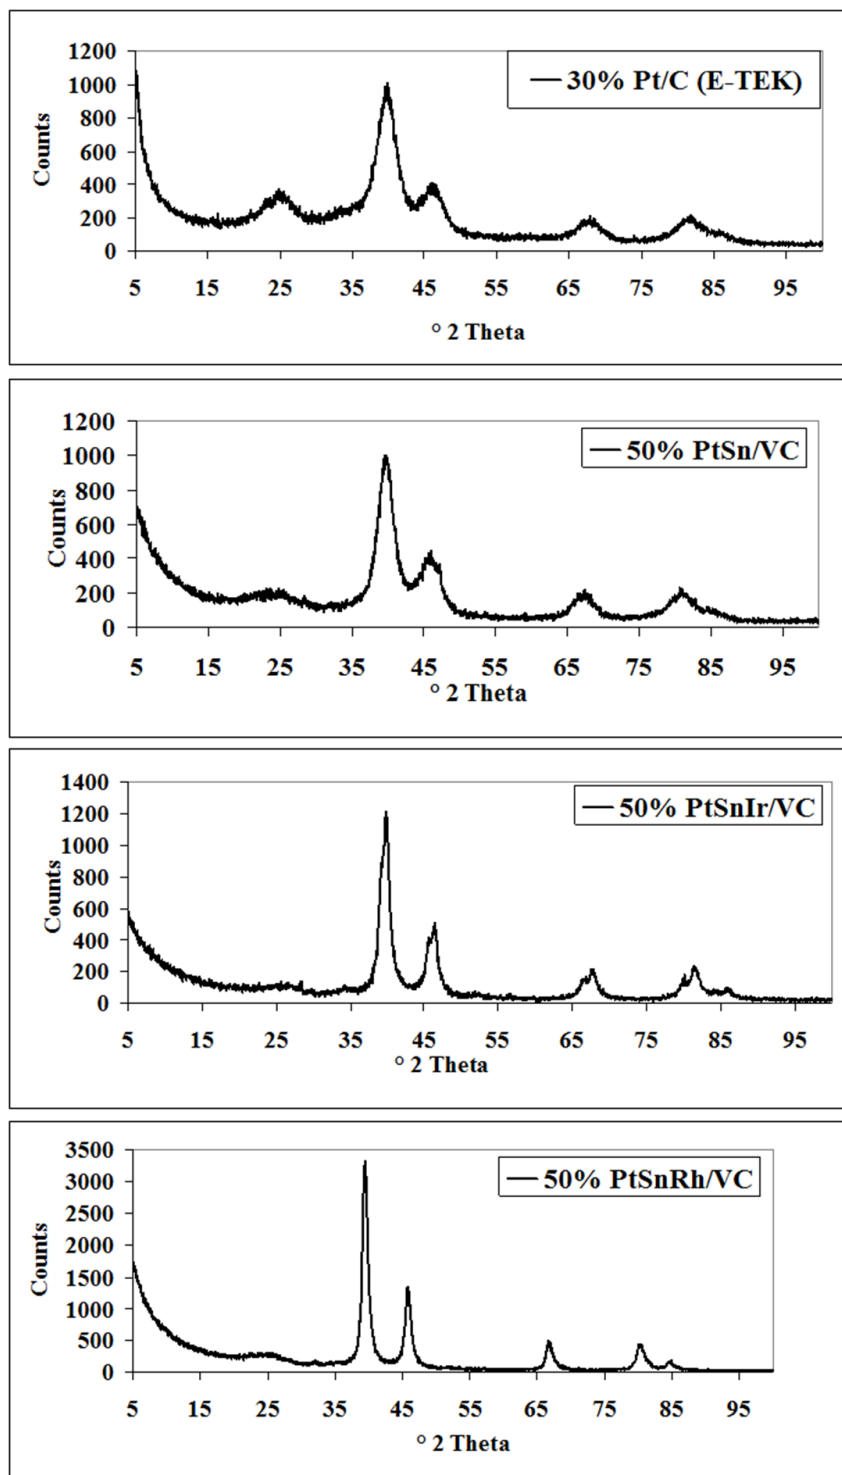 30% Pt/C (E-TEK)
Counts
1200
1000
800
600
400
200
0
5 15 25 35 45 55 65 75 85 95
° 2 Theta
50% PtSn/VC
Counts
1200
1000
800
600
400
200
0
5 15 25 35 45 55 65 75 85 95
° 2 Theta
50% PtSnIr/VC
Counts
1400
1200
1000
800
600
400
200
0
5 15 25 35 45 55 65 75 85 95
° 2 Theta
50% PtSnRh/VC
Counts
3500
3000
2500
2000
1500
1000
500
0
5 15 25 35 45 55 65 75 85 95
° 2 Theta